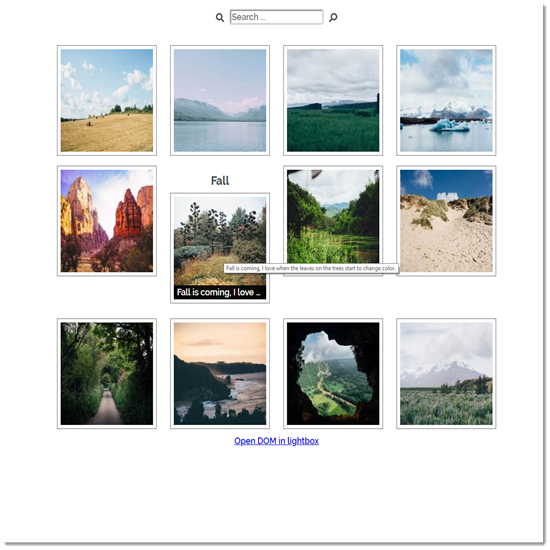 Search ...
Fall
Fall is coming, I love when the leaves on the trees start to change color.
Fall is coming, I love ...
Open DOM in lightbox